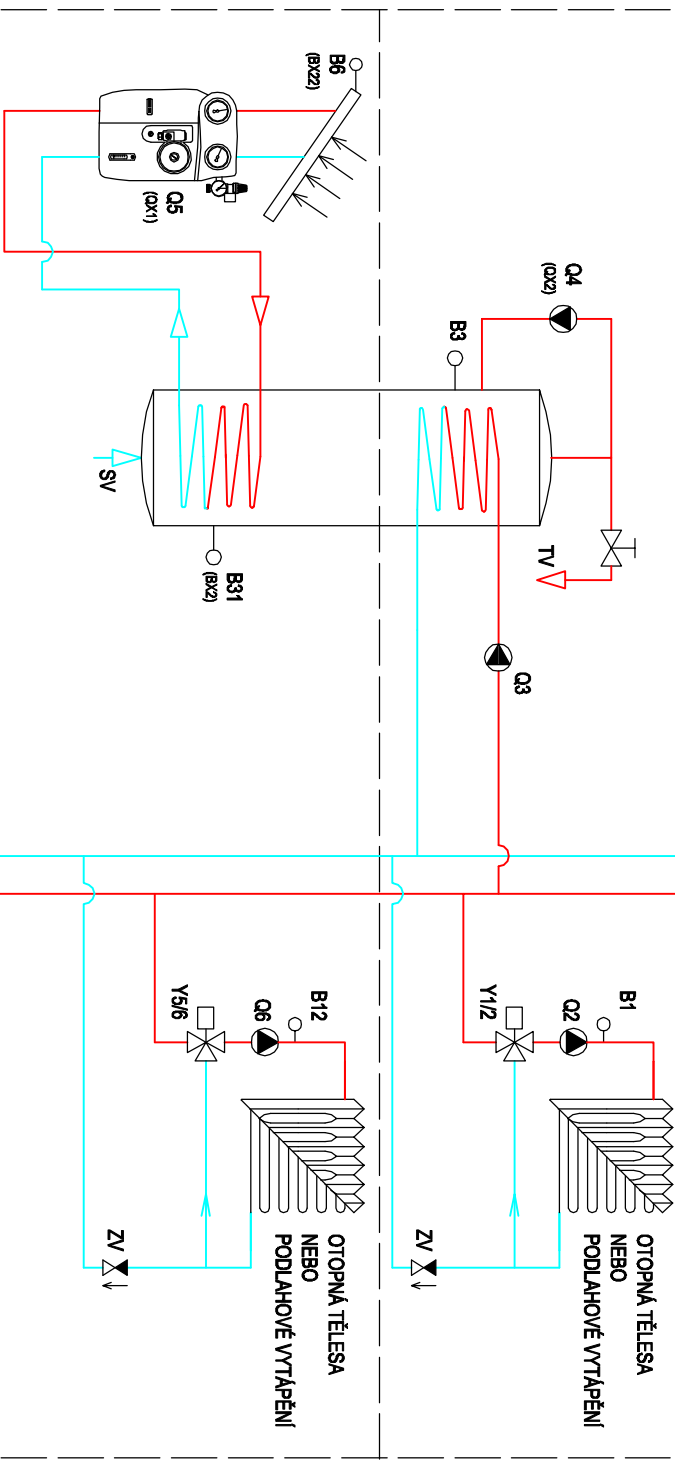 B6
(BX22)
Q5
(QX1)
Q4
(QX2)
B3
SV
B31
(BX2)
TV
Q3
B12
Q6
Y5/6
B1
Q2
Y1/2
ZV
OTOPNÁ TĚLESA
NEBO
PODLAHOVÉ VYTÁPĚNÍ
ZV
OTOPNÁ TĚLESA
NEBO
PODLAHOVÉ VYTÁPĚNÍ